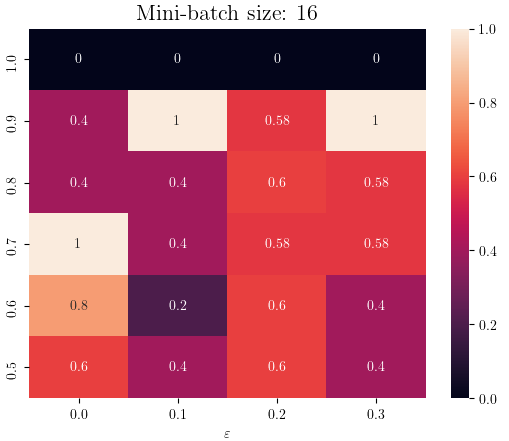 Mini-batch size: 16
1.0 0 0 0 0
0.9 0.4 1 0.58 1
0.8 0.4 0.4 0.6 0.58
0.7 1 0.4 0.58 0.58
0.6 0.8 0.2 0.6 0.4
0.5 0.6 0.4 0.6 0.4
0.0 0.1 0.2 0.3
ε
1.0
0.8
0.6
0.4
0.2
0.0